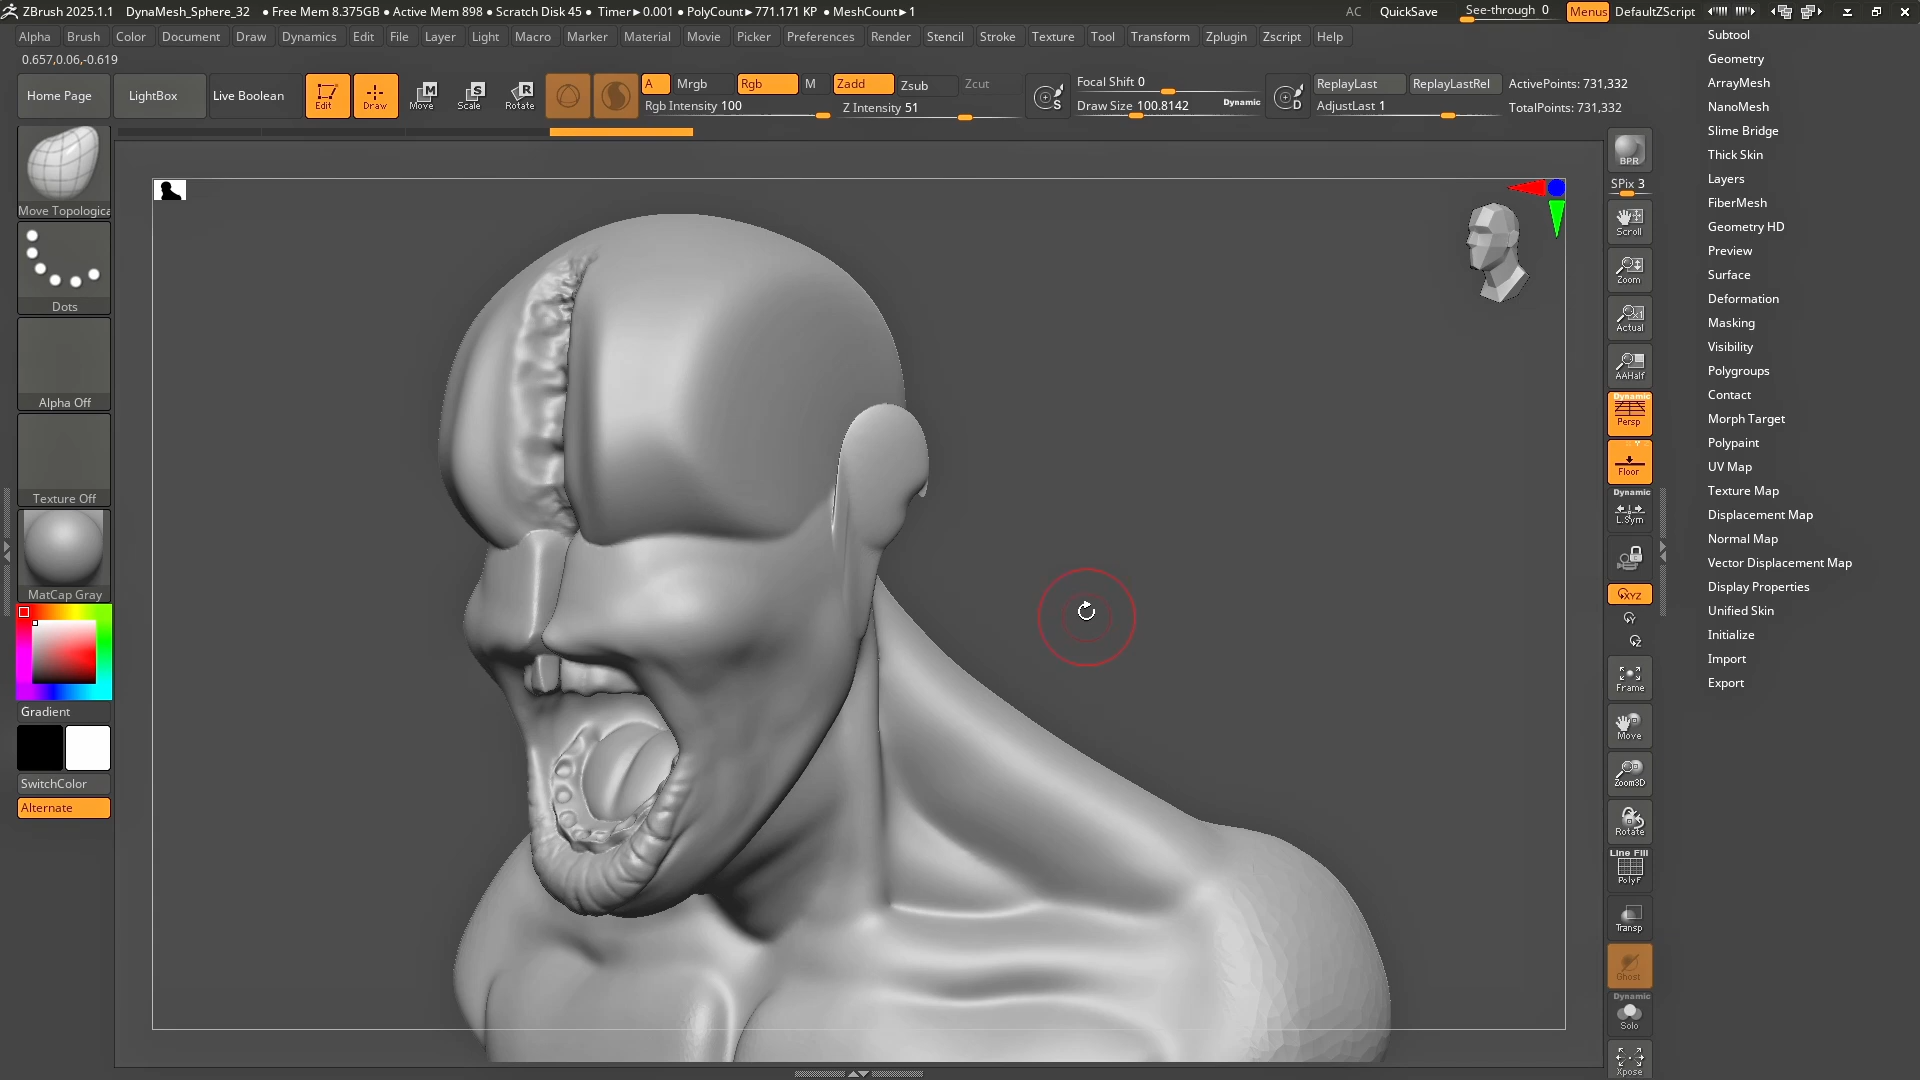 ZBrush 2025.1.1 DynaMesh_Sphere_32 ● Free Mem 8.375GB ● Active Mem 898 ● Scratch Disk 45 ● Timer►0.001 ● PolyCount►771.171 KP ● MeshCount►1 AC QuickSave See-through 0 Menus DefaultZScript
Alpha Brush Color Document Draw Dynamics Edit File Layer Light Macro Marker Material Movie Picker Preferences Render Stencil Stroke Texture Tool Transform Zplugin Zscript Help
0.657,0.06,-0.619
Home Page LightBox Live Boolean Edit Draw Move Scale Rotate
M S R
A Mrgb Rgb M Zadd Zsub Zcut
Rgb Intensity 100 Z Intensity 51
S Focal Shift 0
Draw Size 100.8142 Dynamic
D ReplayLast ReplayLastRel ActivePoints: 731,332
AdjustLast 1 TotalPoints: 731,332
Move Topologica
Dots
Alpha Off
Texture Off
MatCap Gray
Gradient
SwitchColor
Alternate
BPR
SPix 3
Scroll
Zoom
Actual
AAHalf
Dynamic
Persp
Floor
Dynamic
L.Sym
XYZ
Y
Z
Frame
Move
Zoom3D
Rotate
Line Fill
PolyF
Transp
Ghost
Dynamic
Solo
Xpose
Subtool
Geometry
ArrayMesh
NanoMesh
Slime Bridge
Thick Skin
Layers
FiberMesh
Geometry HD
Preview
Surface
Deformation
Masking
Visibility
Polygroups
Contact
Morph Target
Polypaint
UV Map
Texture Map
Displacement Map
Normal Map
Vector Displacement Map
Display Properties
Unified Skin
Initialize
Import
Export